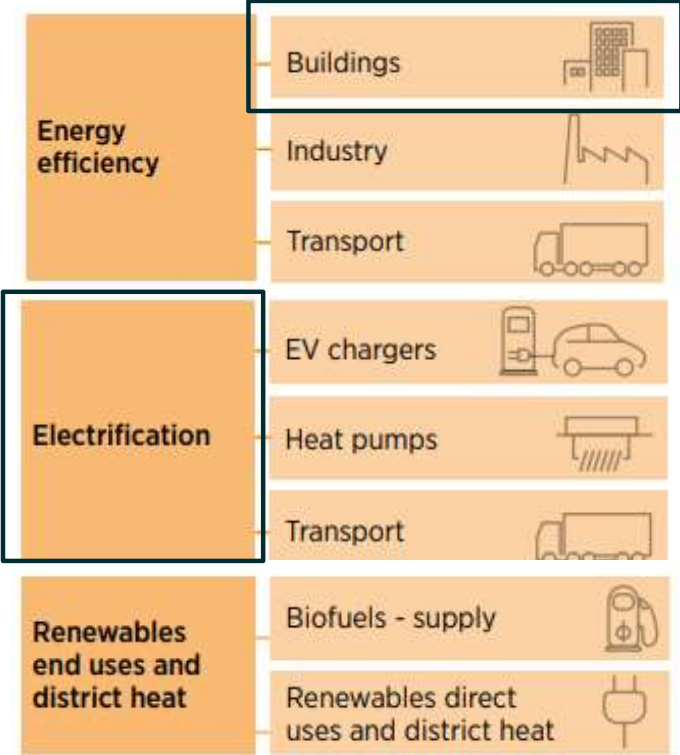 Energy
efficiency
Buildings
Industry
Transport
Electrification
EV chargers
Heat pumps
Transport
Renewables
end uses and
district heat
Biofuels - supply
Renewables direct
uses and district heat